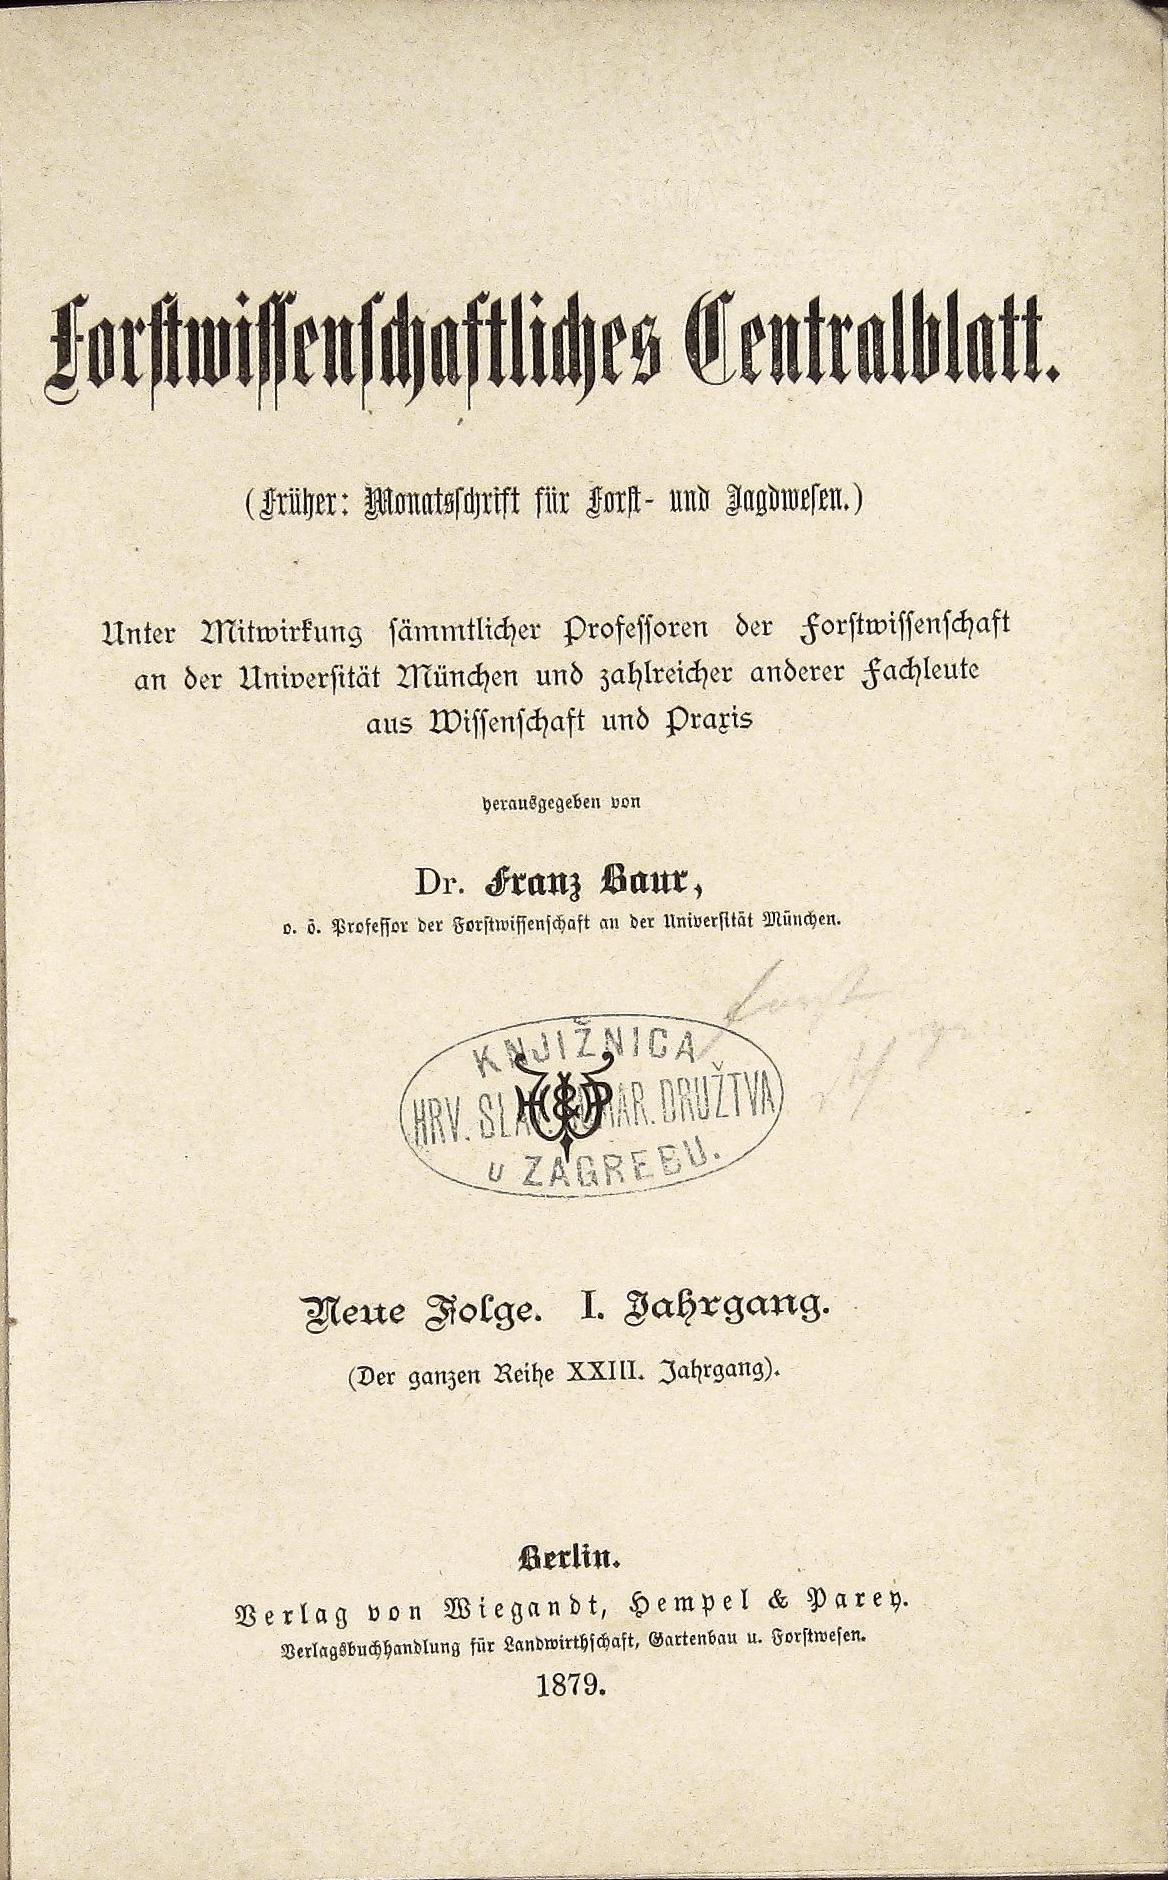 Forstwissenschaftliches Centralblatt.
(Früher: Monatsschrift für Forst- und Jagdwesen.)
Unter Mitwirkung sämmtlicher Professoren der Forstwissenschaft
an der Universität München und zahlreicher anderer Fachleute
aus Wissenschaft und Praxis
herausgegeben von
Dr. Franz Baur,
o. ö. Professor der Forstwissenschaft an der Universität München.
KNJIŽNICA
HRV. SLAV. ŠUMAR. DRUŽTVA
U ZAGREBU.
H&P
Neue Folge. I. Jahrgang.
(Der ganzen Reihe XXIII. Jahrgang).
Berlin.
Verlag von Wiegandt, Hempel & Parey.
Verlagsbuchhandlung für Landwirthschaft, Gartenbau u. Forstwesen.
1879.